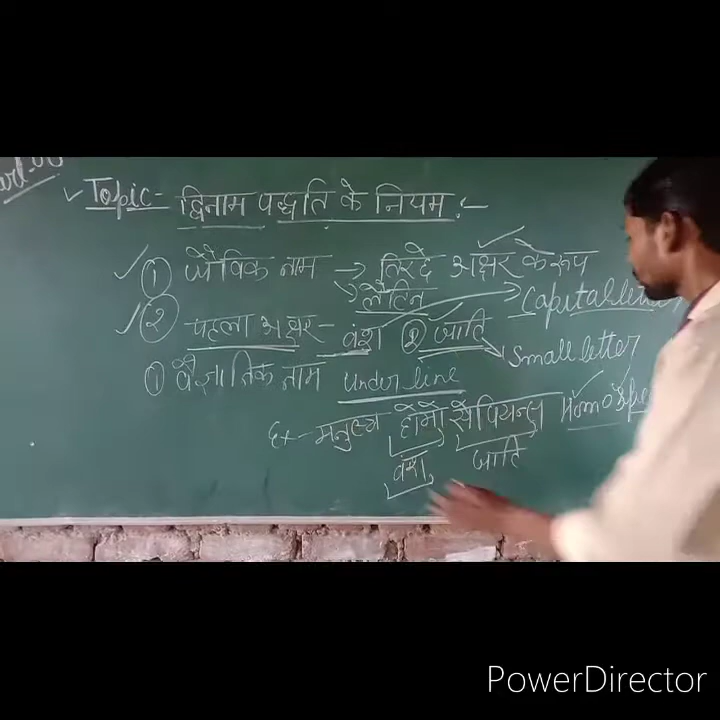 Topic- द्विनाम पद्धति के नियम :-
① जैविक नाम → तिरछे अक्षर के रूप
→ लैटिन
② पहला अक्षर - वंश ② जाति → Capital letter
→ Small letter
① वैज्ञानिक नाम under line
Ex- मनुष्य होमो सेपियन्स Homo
वंश जाति
PowerDirector